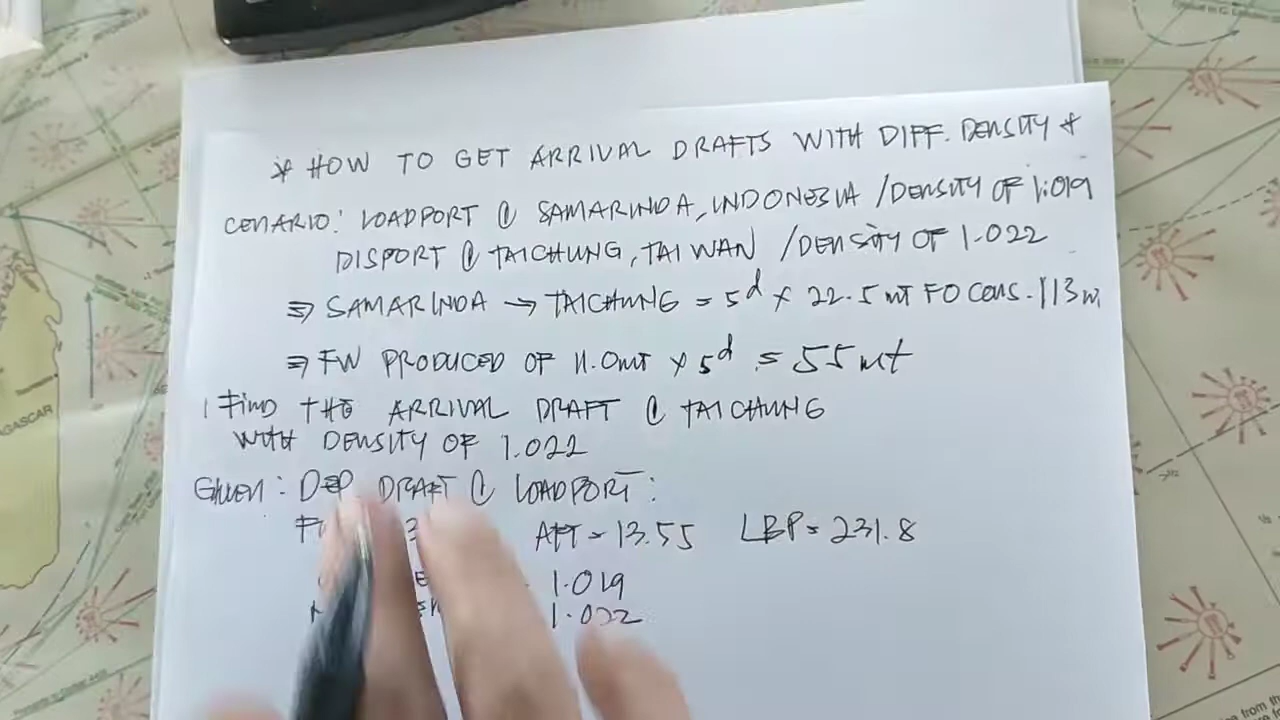 * HOW TO GET ARRIVAL DRAFTS WITH DIFF. DENSITY *
CENARIO: LOADPORT @ SAMARINDA, INDONESIA / DENSITY OF 1.019
DISPORT @ TAICHUNG, TAIWAN / DENSITY OF 1.022
⇒ SAMARINDA → TAICHUNG = 5d × 22.5 mT FO CONS. 113 m
⇒ FW PRODUCED OF 11.0mT × 5d = 55 mt
FIND THE ARRIVAL DRAFT @ TAICHUNG
WITH DENSITY OF 1.022
GIVEN: DEP DRAFT @ LOADPORT:
AFT = 13.55 LBP = 231.8
1.019
1.022
AGASCAR